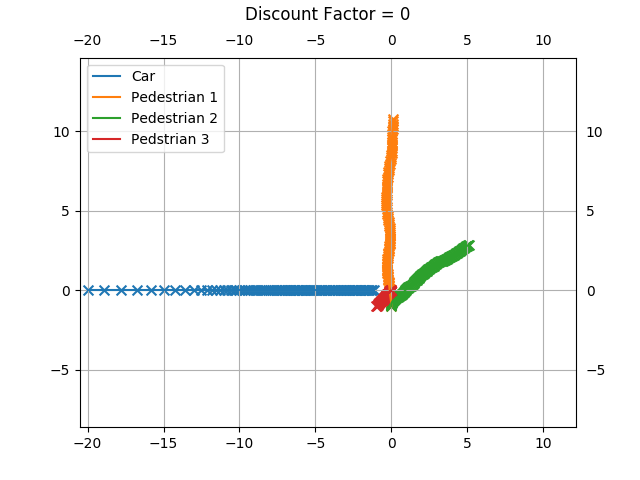 Discount Factor = 0
−20 −15 −10 −5 0 5 10
Car
Pedestrian 1
Pedestrian 2
Pedstrian 3
10 10
5 5
0 0
−5 −5
−20 −15 −10 −5 0 5 10